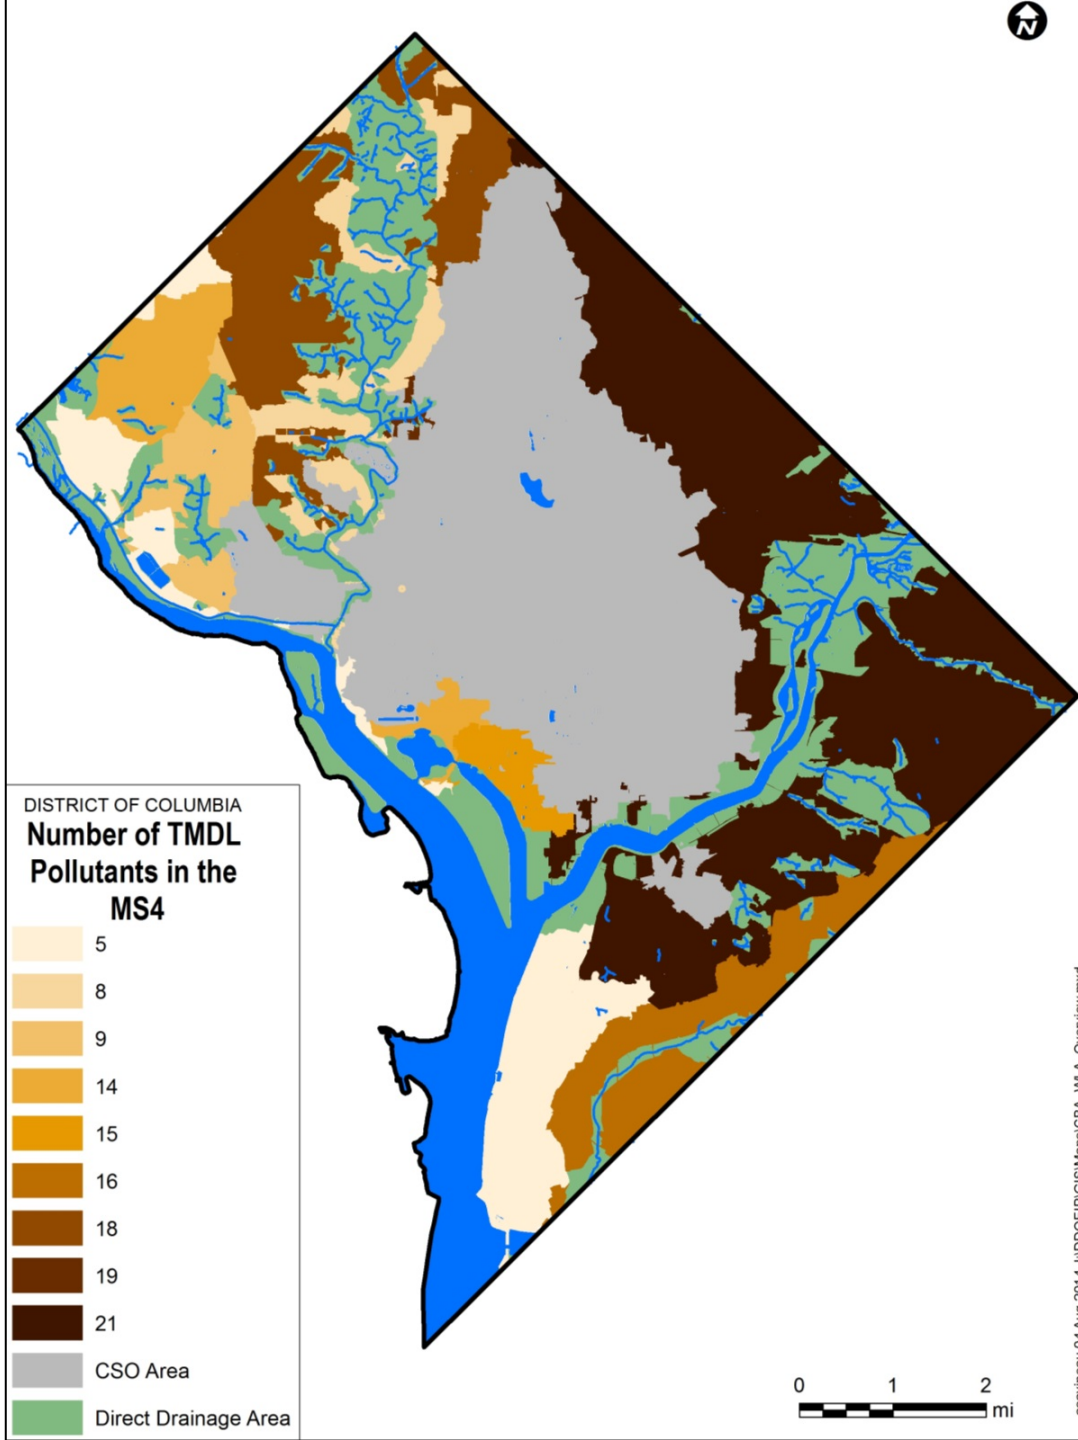 N
DISTRICT OF COLUMBIA
Number of TMDL
Pollutants in the
MS4
5
8
9
14
15
16
18
19
21
CSO Area
Direct Drainage Area
0 1 2
mi